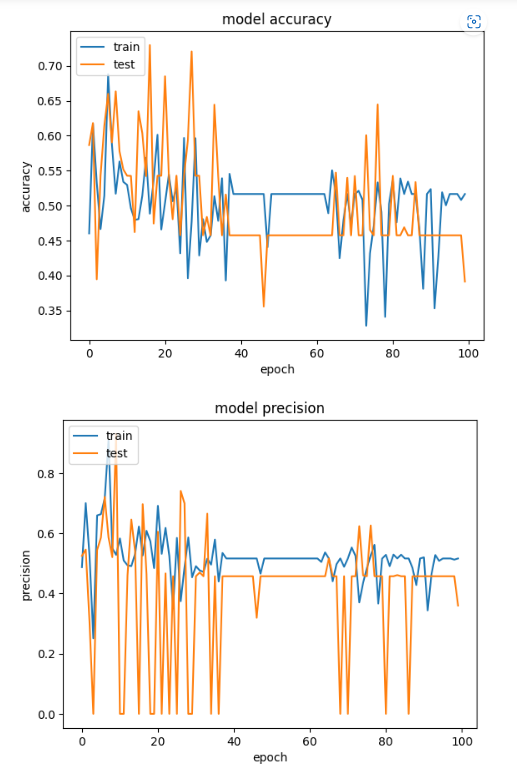 model accuracy
train
test
0.70
0.65
0.60
0.55
0.50
0.45
0.40
0.35
accuracy
0 20 40 60 80 100
epoch
model precision
train
test
0.8
0.6
0.4
0.2
0.0
precision
0 20 40 60 80 100
epoch